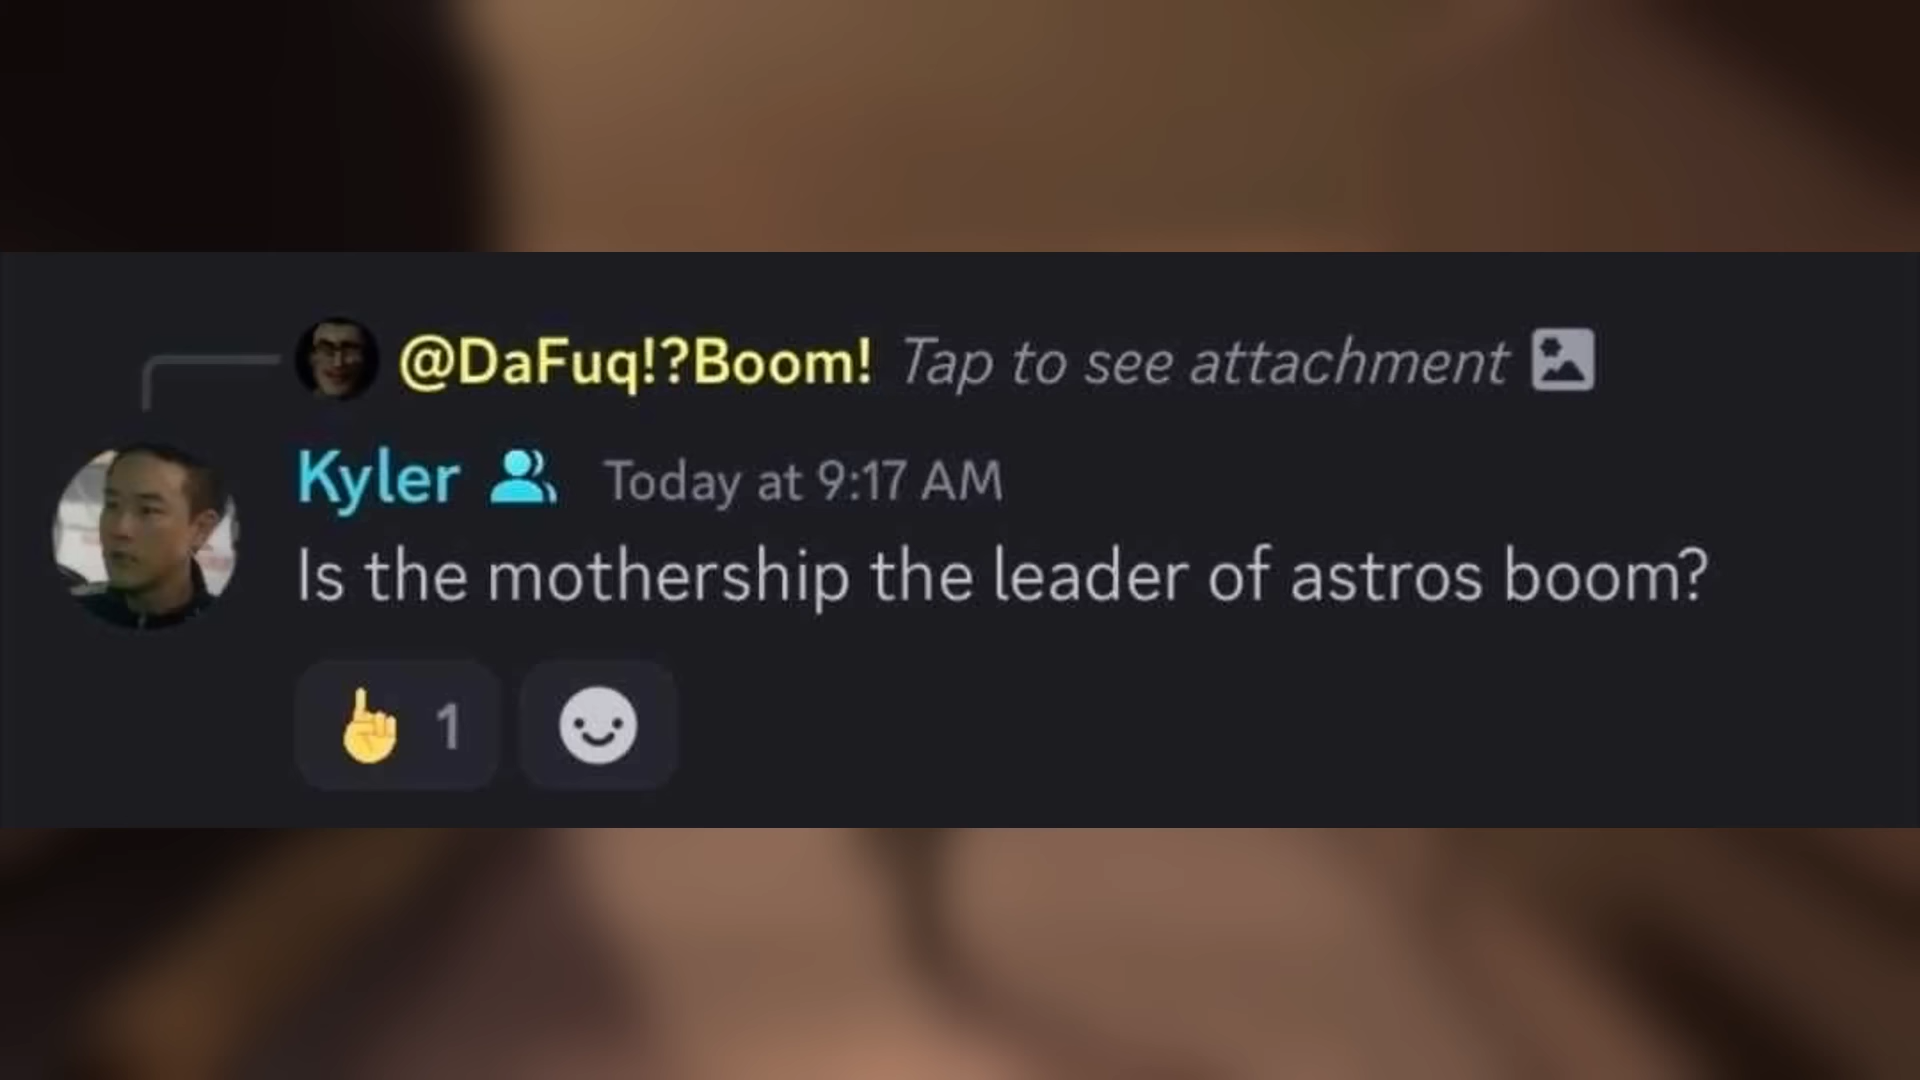 @DaFuq!?Boom! Tap to see attachment
Kyler Today at 9:17 AM
Is the mothership the leader of astros boom?
1